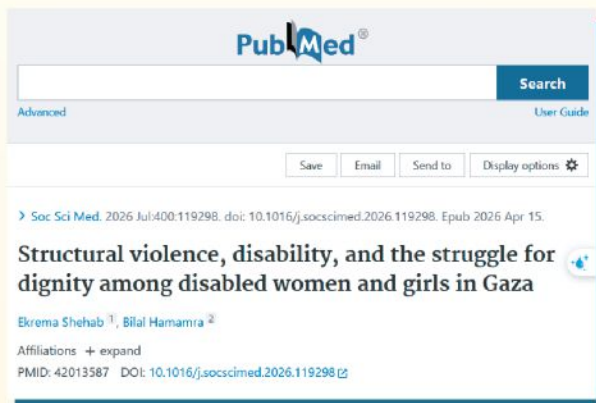 PubMed®
Search
Advanced
User Guide
Save Email Send to Display options
Soc Sci Med. 2026 Jul:400:119298. doi: 10.1016/j.socscimed.2026.119298. Epub 2026 Apr 15.
Structural violence, disability, and the struggle for
dignity among disabled women and girls in Gaza
Ekrema Shehab 1, Bilal Hamamra 2
Affiliations + expand
PMID: 42013587 DOI: 10.1016/j.socscimed.2026.119298